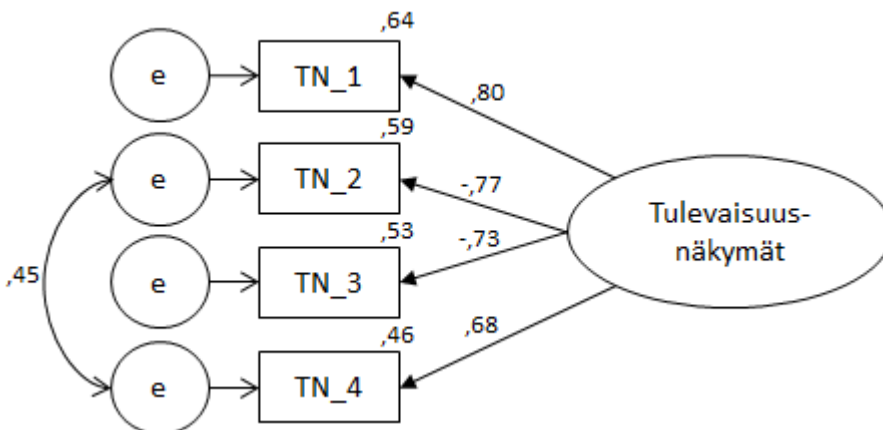 ,64
e
TN_1
,80
,59
e
TN_2
-,77
Tulevaisuus-
näkymät
,53
-,73
,45
e
TN_3
,46
,68
e
TN_4